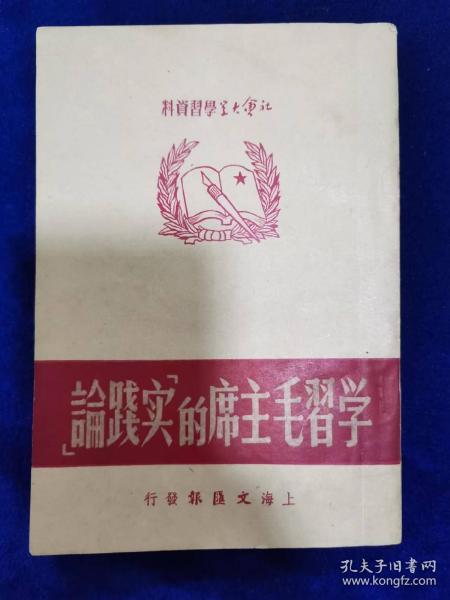 社會大學學習資料
学習毛主席的「实践論」
上海文匯報發行
孔夫子旧书网
www.kongfz.com